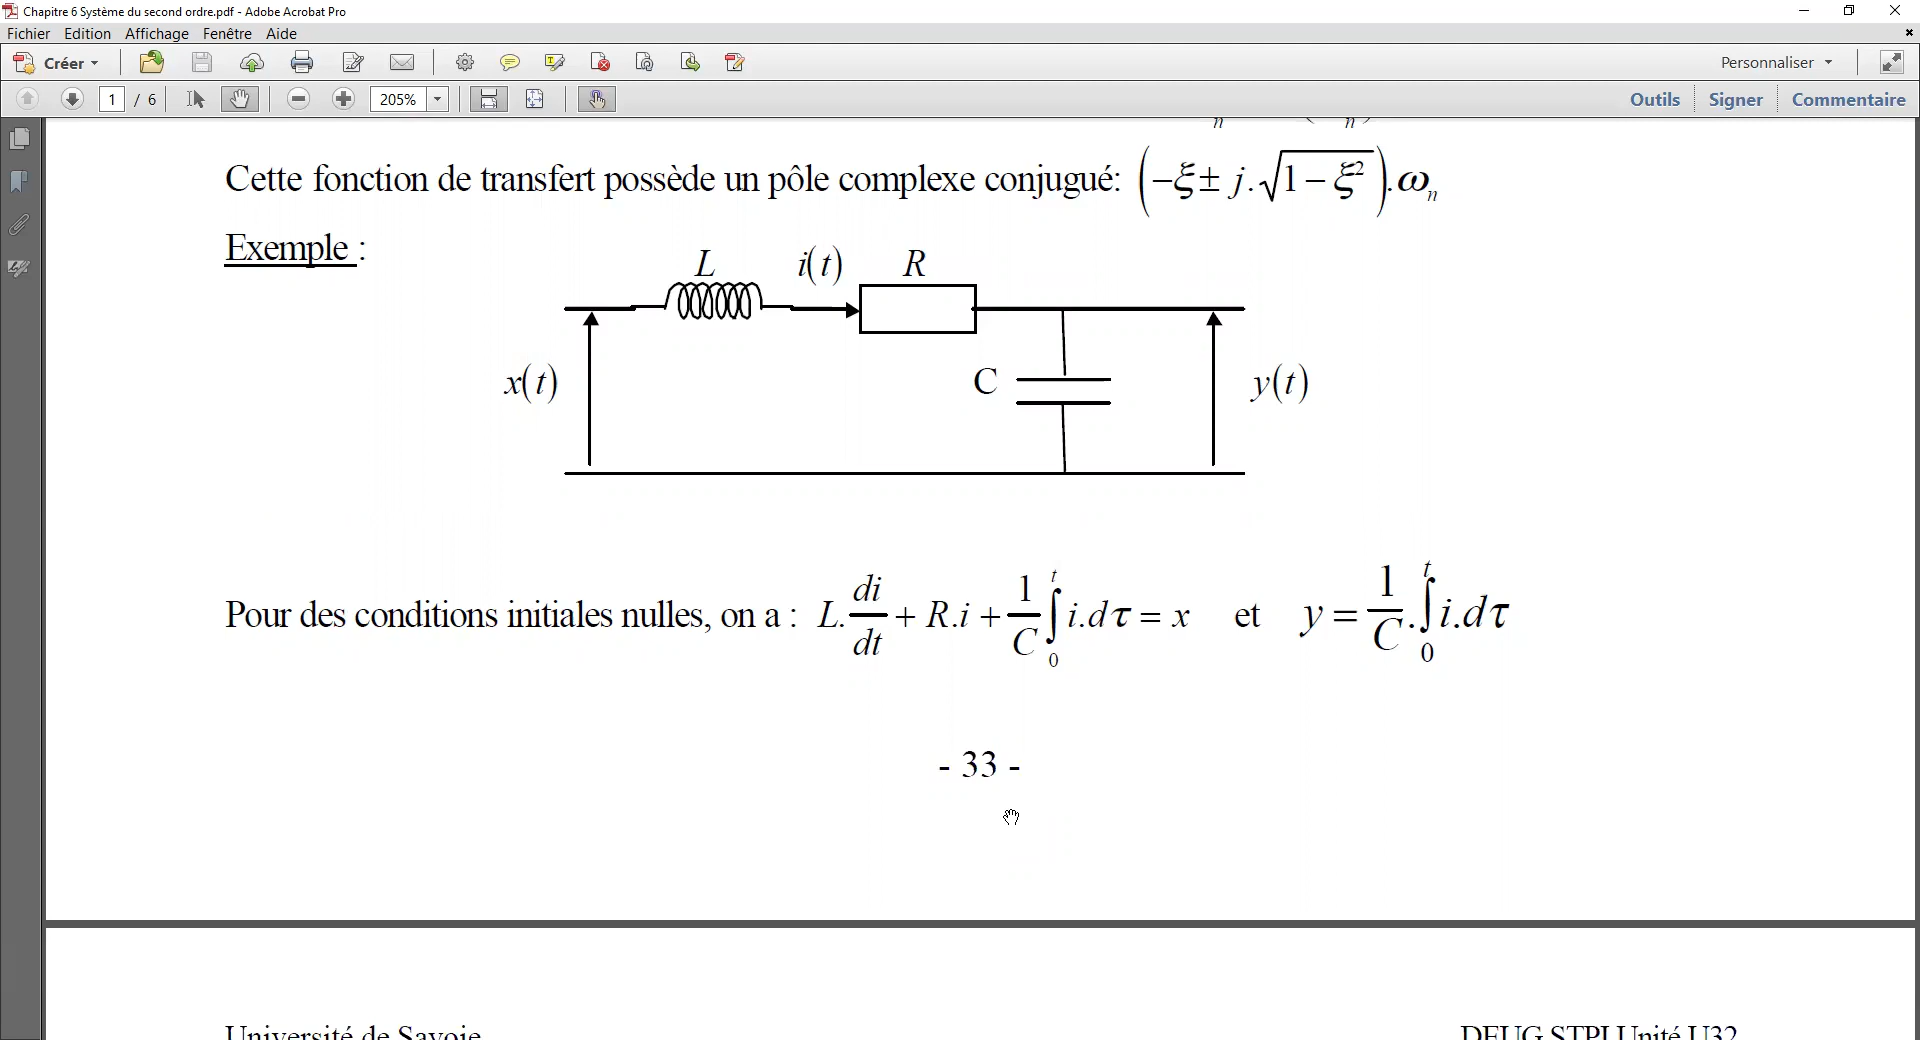 Chapitre 6 Système du second ordre.pdf - Adobe Acrobat Pro
Fichier Edition Affichage Fenêtre Aide
Créer
Personnaliser
1 / 6
205%
Outils Signer Commentaire
n n
Cette fonction de transfert possède un pôle complexe conjugué: (−ξ ± j.√(1 − ξ²)).ωₙ
Exemple :
L i(t) R
x(t) C y(t)
Pour des conditions initiales nulles, on a : L.di/dt + R.i + 1/C ∫₀ᵗ i.dτ = x et y = 1/C.∫₀ᵗ i.dτ
- 33 -
Université de Savoie DEUG STPI Unité U32